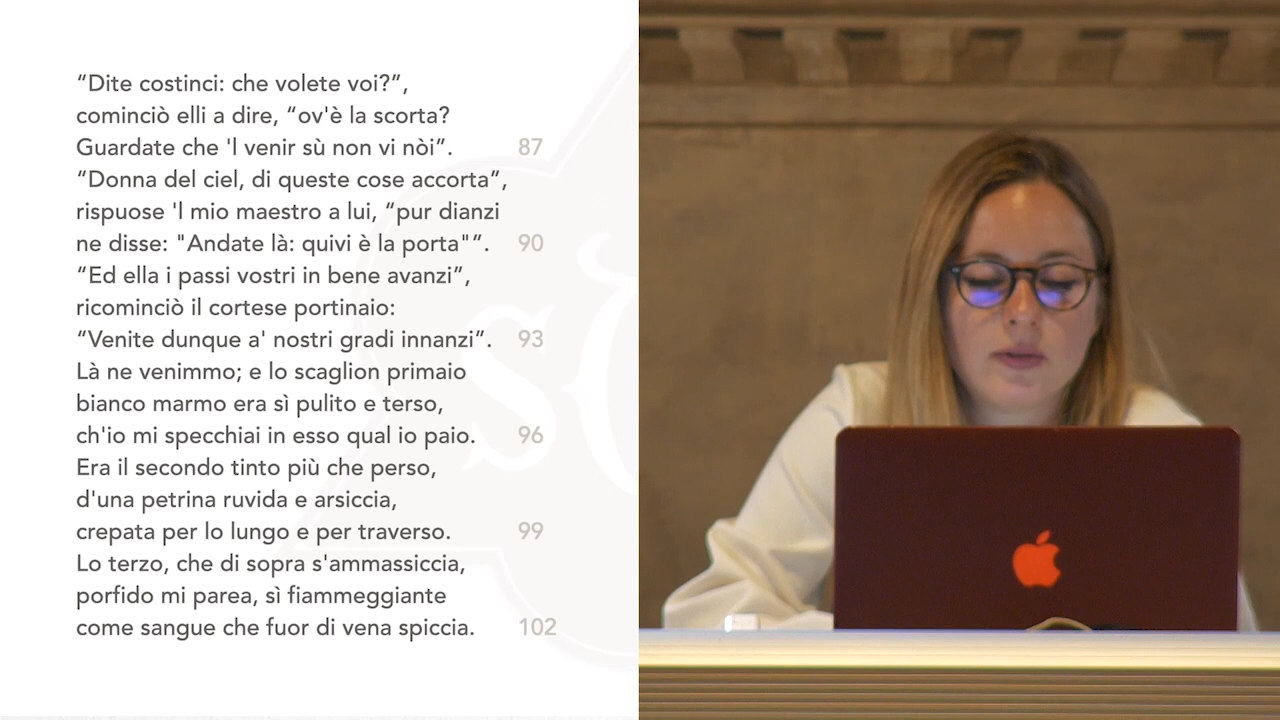 “Dite costinci: che volete voi?”,
cominciò elli a dire, “ov'è la scorta?
Guardate che 'l venir sù non vi nòi”. 87
“Donna del ciel, di queste cose accorta”,
rispuose 'l mio maestro a lui, “pur dianzi
ne disse: "Andate là: quivi è la porta"”. 90
“Ed ella i passi vostri in bene avanzi”,
ricominciò il cortese portinaio:
“Venite dunque a' nostri gradi innanzi”. 93
Là ne venimmo; e lo scaglion primaio
bianco marmo era sì pulito e terso,
ch'io mi specchiai in esso qual io paio. 96
Era il secondo tinto più che perso,
d'una petrina ruvida e arsiccia,
crepata per lo lungo e per traverso. 99
Lo terzo, che di sopra s'ammassiccia,
porfido mi parea, sì fiammeggiante
come sangue che fuor di vena spiccia. 102